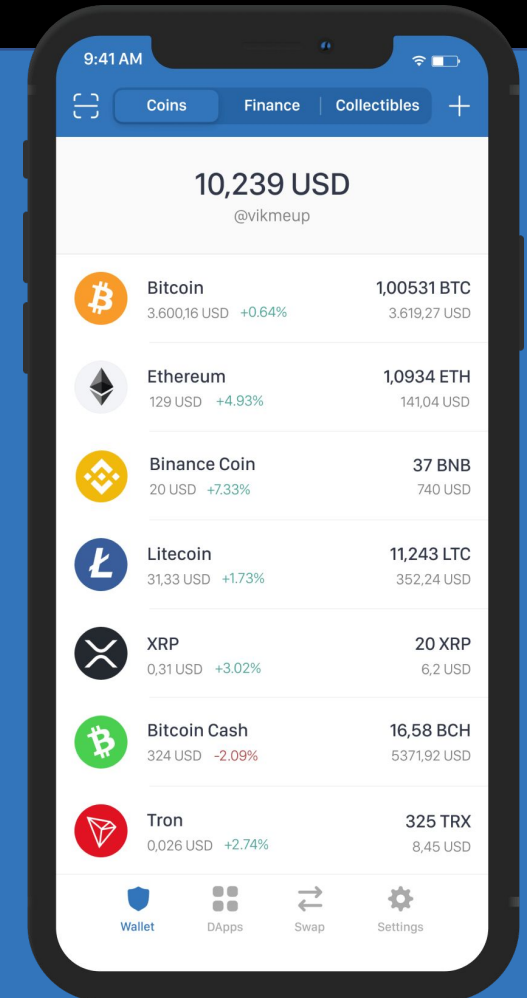 9:41 AM
Coins Finance Collectibles
10,239 USD
@vikmeup
Bitcoin 1,00531 BTC
3.600,16 USD +0.64% 3.619,27 USD
Ethereum 1,0934 ETH
129 USD +4.93% 141,04 USD
Binance Coin 37 BNB
20 USD +7.33% 740 USD
Litecoin 11,243 LTC
31,33 USD +1.73% 352,24 USD
XRP 20 XRP
0,31 USD +3.02% 6,2 USD
Bitcoin Cash 16,58 BCH
324 USD -2.09% 5371,92 USD
Tron 325 TRX
0,026 USD +2.74% 8,45 USD
Wallet DApps Swap Settings